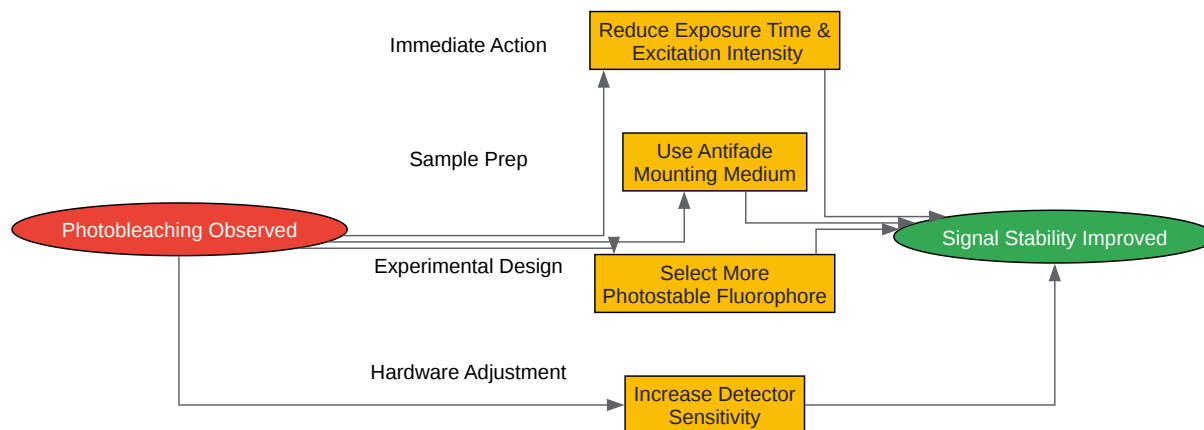 Immediate Action
Reduce Exposure Time &
Excitation Intensity
Sample Prep
Use Antifade
Mounting Medium
Photobleaching Observed
Signal Stability Improved
Experimental Design
Select More
Photostable Fluorophore
Hardware Adjustment
Increase Detector
Sensitivity